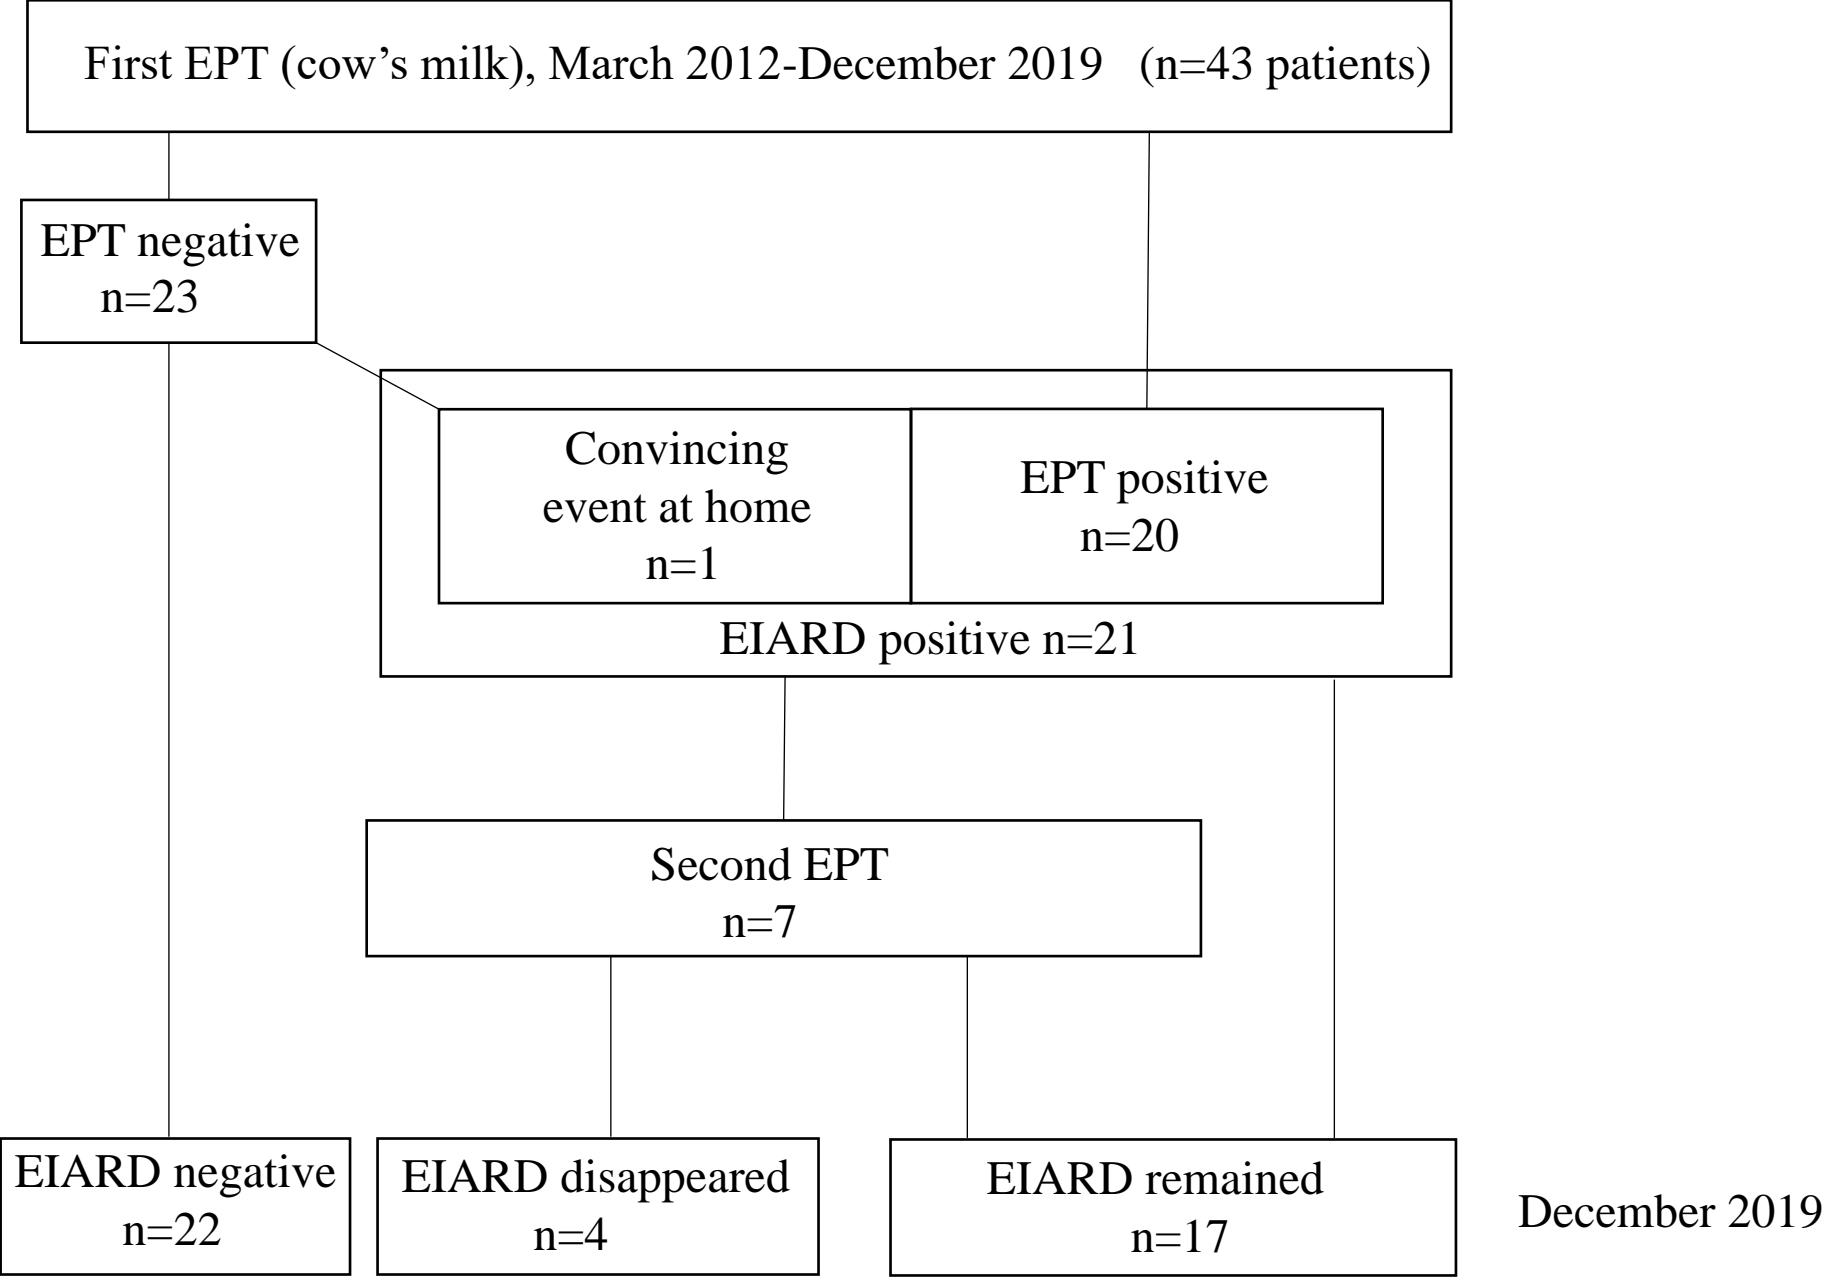 First EPT (cow’s milk), March 2012-December 2019 (n=43 patients)
EPT negative
n=23
Convincing
event at home
n=1
EPT positive
n=20
EIARD positive n=21
Second EPT
n=7
EIARD negative
n=22
EIARD disappeared
n=4
EIARD remained
n=17
December 2019